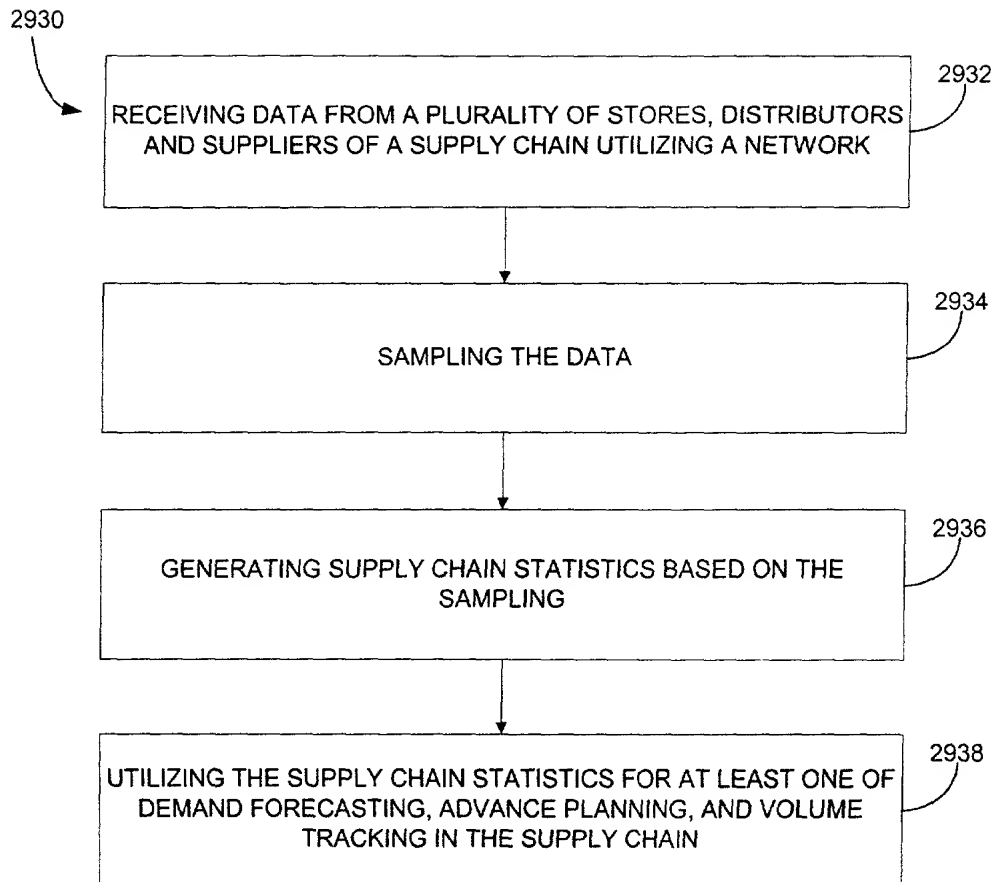 2930
2932
RECEIVING DATA FROM A PLURALITY OF STORES, DISTRIBUTORS
AND SUPPLIERS OF A SUPPLY CHAIN UTILIZING A NETWORK
2934
SAMPLING THE DATA
2936
GENERATING SUPPLY CHAIN STATISTICS BASED ON THE
SAMPLING
2938
UTILIZING THE SUPPLY CHAIN STATISTICS FOR AT LEAST ONE OF
DEMAND FORECASTING, ADVANCE PLANNING, AND VOLUME
TRACKING IN THE SUPPLY CHAIN